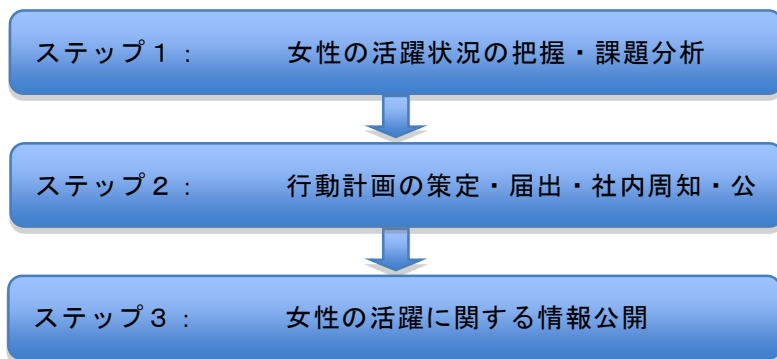 ステップ１：　女性の活躍状況の把握・課題分析
ステップ２：　行動計画の策定・届出・社内周知・公
ステップ３：　女性の活躍に関する情報公開